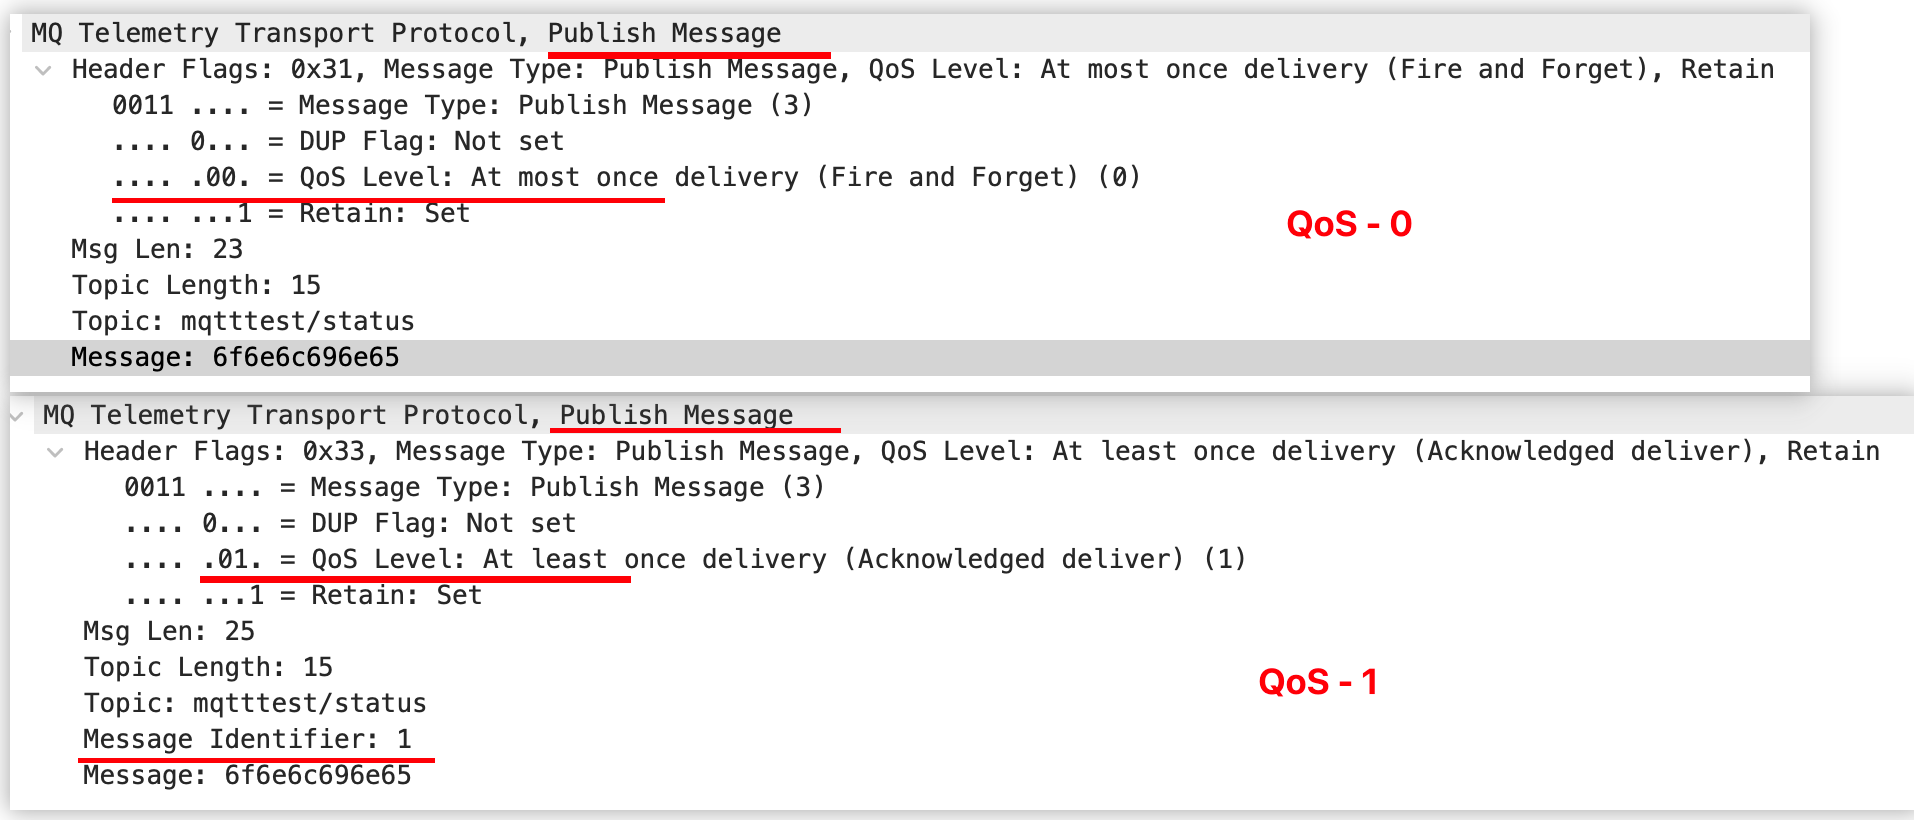 MQ Telemetry Transport Protocol, Publish Message
Header Flags: 0x31, Message Type: Publish Message, QoS Level: At most once delivery (Fire and Forget), Retain
0011 .... = Message Type: Publish Message (3)
.... 0... = DUP Flag: Not set
.... .00. = QoS Level: At most once delivery (Fire and Forget) (0)
.... ...1 = Retain: Set
QoS - 0
Msg Len: 23
Topic Length: 15
Topic: mqtttest/status
Message: 6f6e6c696e65
MQ Telemetry Transport Protocol, Publish Message
Header Flags: 0x33, Message Type: Publish Message, QoS Level: At least once delivery (Acknowledged deliver), Retain
0011 .... = Message Type: Publish Message (3)
.... 0... = DUP Flag: Not set
.... .01. = QoS Level: At least once delivery (Acknowledged deliver) (1)
.... ...1 = Retain: Set
Msg Len: 25
Topic Length: 15
QoS - 1
Topic: mqtttest/status
Message Identifier: 1
Message: 6f6e6c696e65